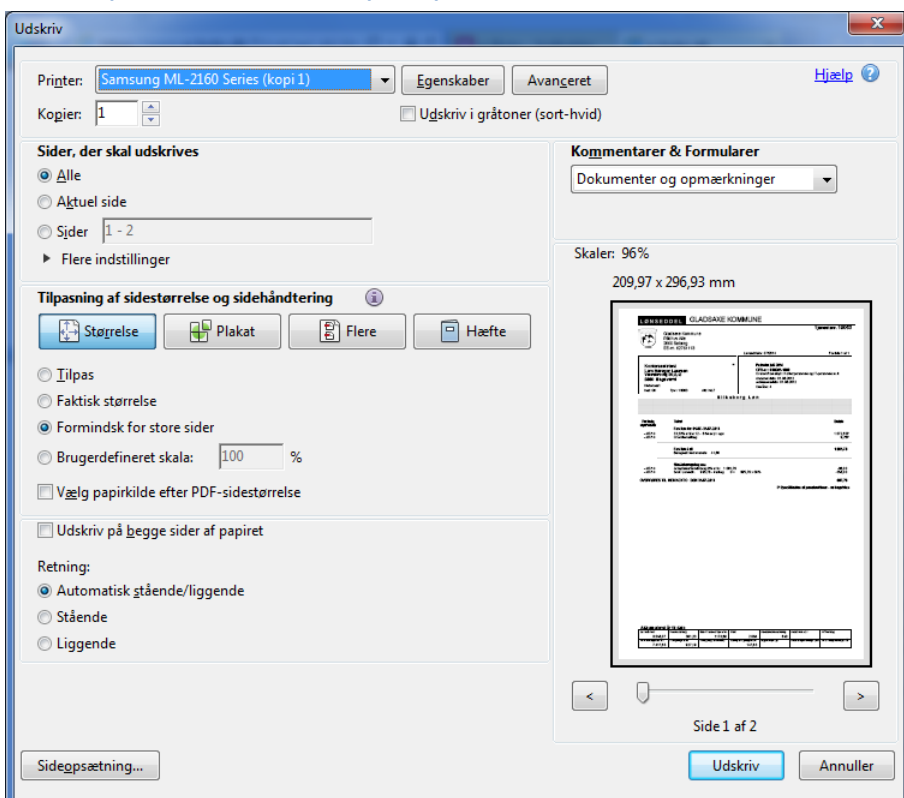 Udskriv
Printer: Samsung ML-2160 Series (kopi 1) Egenskaber Avanceret Hjælp
Kopier: 1 Udskriv i gråtoner (sort-hvid)
Sider, der skal udskrives
Alle
Aktuel side
Sider 1 - 2
Flere indstillinger
Kommentarer & Formularer
Dokumenter og opmærkninger
Tilpasning af sidestørrelse og sidehåndtering
Størrelse Plakat Flere Hæfte
Tilpas
Faktisk størrelse
Formindsk for store sider
Brugerdefineret skala: 100 %
Vælg papirkilde efter PDF-sidestørrelse
Udskriv på begge sider af papiret
Retning:
Automatisk stående/liggende
Stående
Liggende
Skaler: 96%
209,97 x 296,93 mm
LØNSEDDEL GLADSAXE KOMMUNE
< >
Side 1 af 2
Sideopsætning... Udskriv Annuller